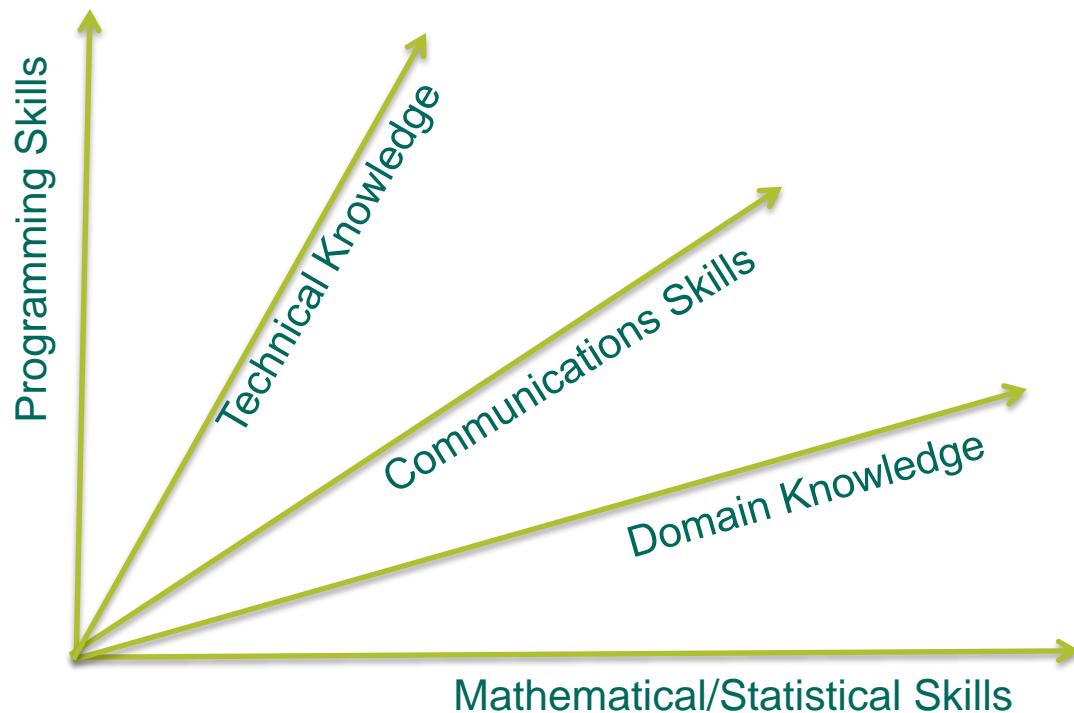 Programming Skills
Technical Knowledge
Communications Skills
Domain Knowledge
Mathematical/Statistical Skills